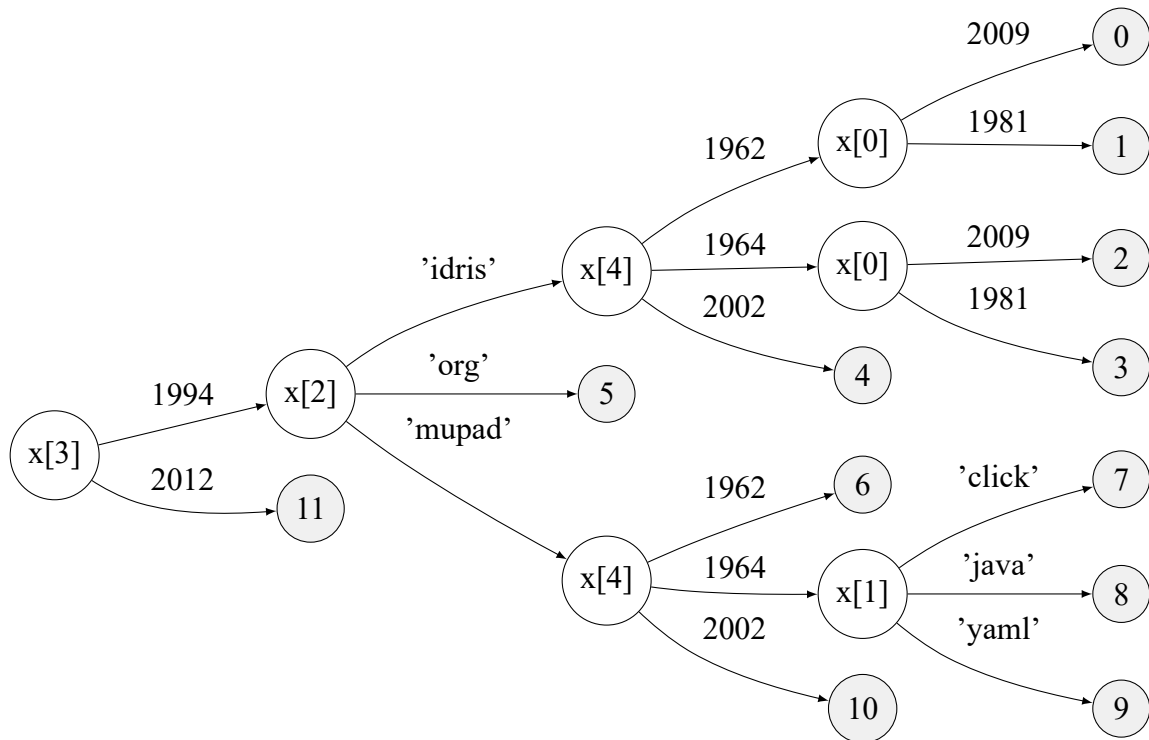 2009
0
1981
1
1962
x[0]
1964
x[0]
2009
2
1981
3
'idris'
x[4]
2002
4
'org'
5
1994
x[2]
'mupad'
x[3]
2012
11
1962
6
'click'
7
x[4]
1964
x[1]
'java'
8
'yaml'
9
2002
10